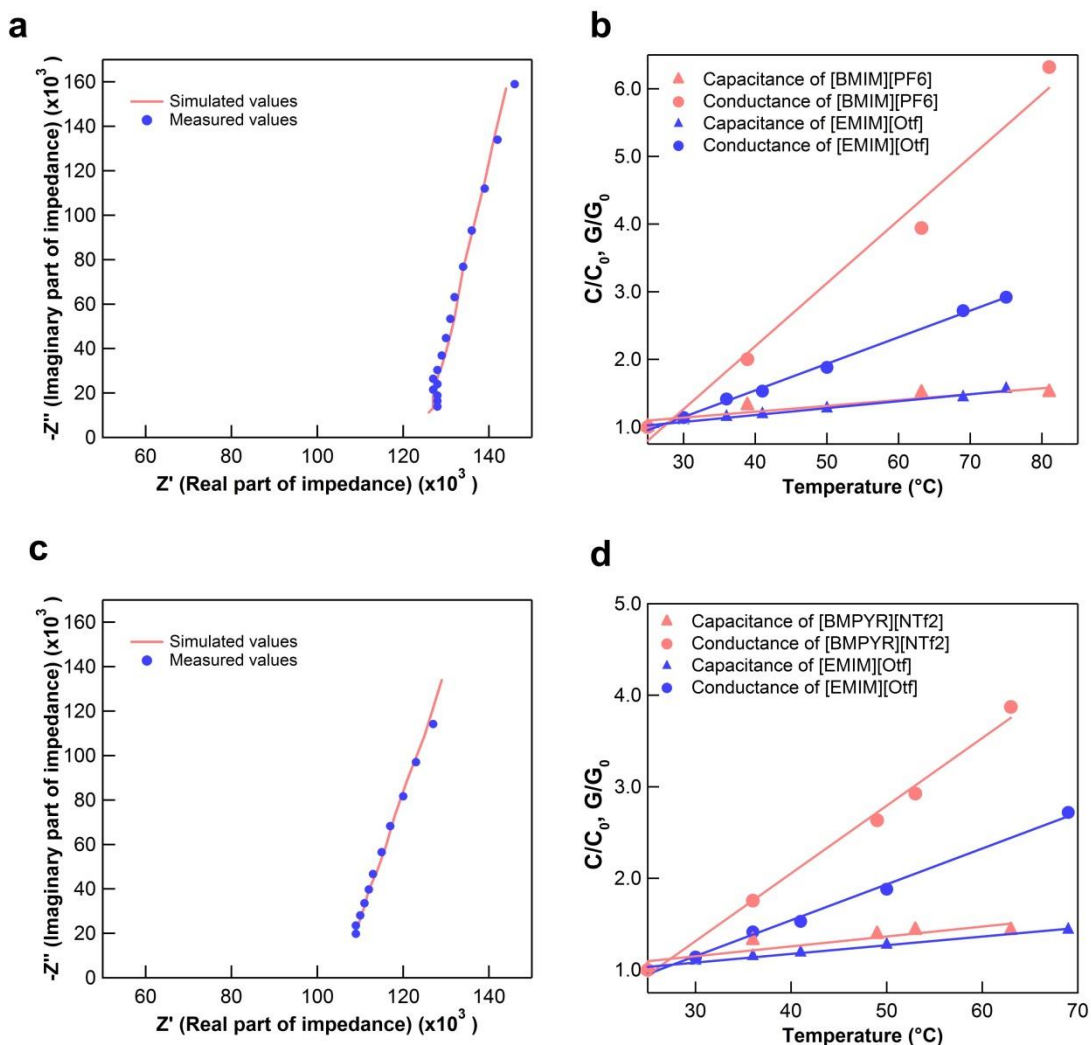 a
-Z'' (Imaginary part of impedance) (x10³ )
160
140
120
100
80
60
40
20
0
Simulated values
Measured values
60
80
100
120
140
Z' (Real part of impedance) (x10³ )
b
C/C₀, G/G₀
6.0
5.0
4.0
3.0
2.0
1.0
Capacitance of [BMIM][PF6]
Conductance of [BMIM][PF6]
Capacitance of [EMIM][Otf]
Conductance of [EMIM][Otf]
30
40
50
60
70
80
Temperature (°C)
c
-Z'' (Imaginary part of impedance) (x10³ )
160
140
120
100
80
60
40
20
0
Simulated values
Measured values
60
80
100
120
140
Z' (Real part of impedance) (x10³ )
d
C/C₀, G/G₀
5.0
4.0
3.0
2.0
1.0
Capacitance of [BMPYR][NTf2]
Conductance of [BMPYR][NTf2]
Capacitance of [EMIM][Otf]
Conductance of [EMIM][Otf]
30
40
50
60
70
Temperature (°C)